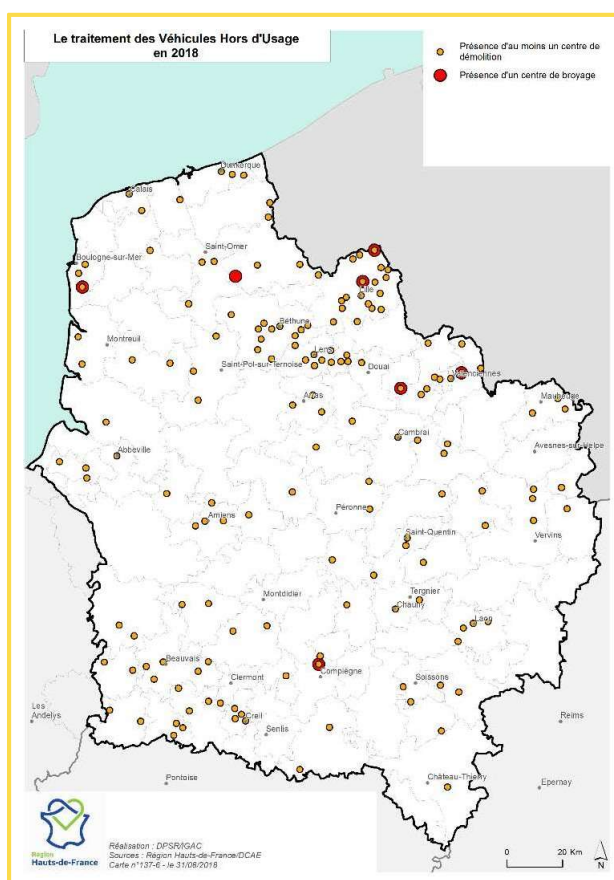 Le traitement des Véhicules Hors d'Usage
en 2018
Présence d'au moins un centre de
démolition
Présence d'un centre de broyage
Dunkerque
Calais
Saint-Omer
Boulogne-sur-Mer
Lille
Béthune
Montreuil
Lens
Saint-Pol-sur-Ternoise
Douai
Valenciennes
Arras
Maubeuge
Cambrai
Avesnes-sur-Helpe
Abbeville
Péronne
Amiens
Saint-Quentin
Vervins
Montdidier
Tergnier
Chauny
Laon
Beauvais
Clermont
Compiègne
Soissons
Les
Andelys
Creil
Senlis
Reims
Pontoise
Château-Thierry
Epernay
Région
Hauts-de-France
Réalisation : DPSR/IGAC
Sources : Région Hauts-de-France/DCAE
Carte n°137-6 - le 31/08/2018
0 20 Km
N